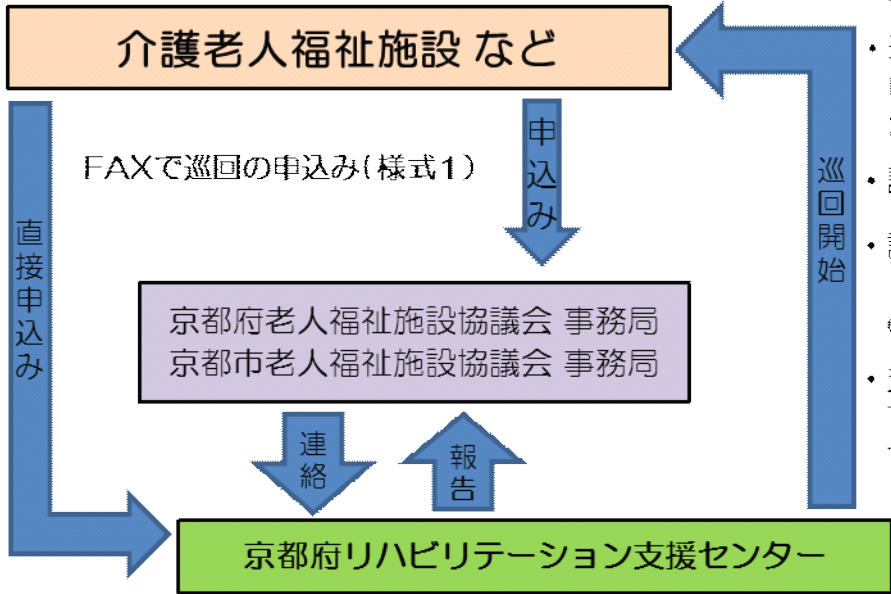 介護老人福祉施設 など
申込み
FAXで巡回の申込み(様式1)
直接申込み
巡回開始
京都府老人福祉施設協議会 事務局
京都市老人福祉施設協議会 事務局
連絡
報告
京都府リハビリテーション支援センター